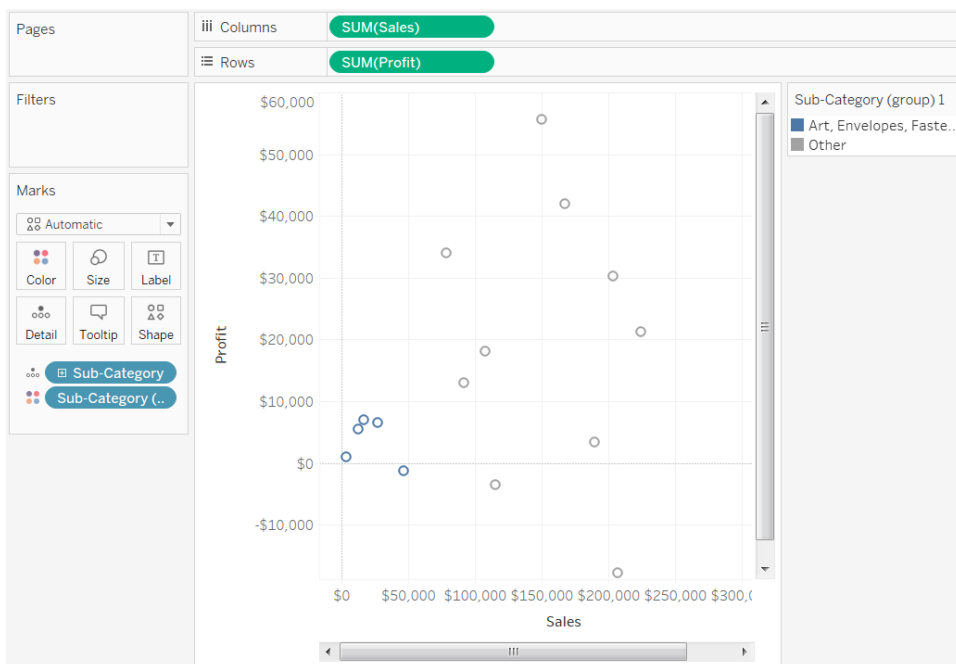 Pages
Columns
SUM(Sales)
Rows
SUM(Profit)
Filters
Marks
Automatic
Color
Size
Label
Detail
Tooltip
Shape
Sub-Category
Sub-Category (..
$60,000
$50,000
$40,000
$30,000
$20,000
$10,000
$0
-$10,000
Profit
$0 $50,000 $100,000 $150,000 $200,000 $250,000 $300,(
Sales
Sub-Category (group) 1
Art, Envelopes, Faste..
Other